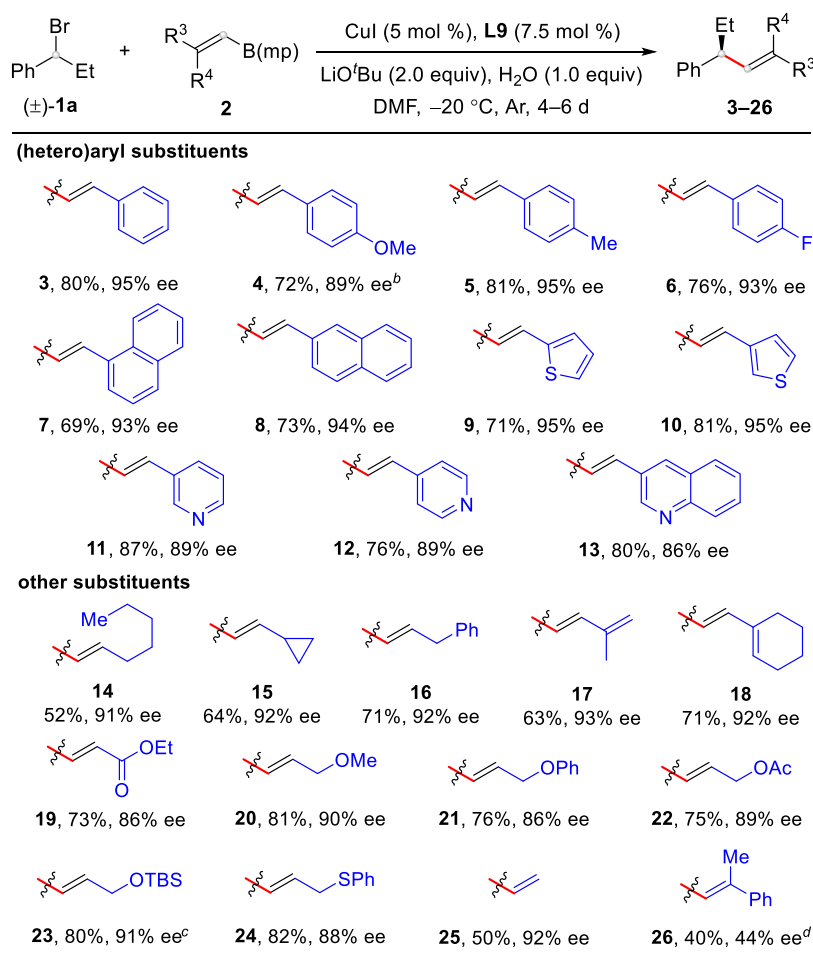 Br
Ph
Et
(±)-1a
+
R³
R⁴
B(mp)
2
CuI (5 mol %), L9 (7.5 mol %)
LiOᵗBu (2.0 equiv), H₂O (1.0 equiv)
DMF, −20 °C, Ar, 4–6 d
Et
R⁴
Ph
R³
3–26
(hetero)aryl substituents
OMe
Me
F
3, 80%, 95% ee
4, 72%, 89% eeᵇ
5, 81%, 95% ee
6, 76%, 93% ee
S
S
7, 69%, 93% ee
8, 73%, 94% ee
9, 71%, 95% ee
10, 81%, 95% ee
N
N
N
11, 87%, 89% ee
12, 76%, 89% ee
13, 80%, 86% ee
other substituents
Me
Ph
14
15
16
17
18
52%, 91% ee
64%, 92% ee
71%, 92% ee
63%, 93% ee
71%, 92% ee
OEt
O
OMe
OPh
OAc
19, 73%, 86% ee
20, 81%, 90% ee
21, 76%, 86% ee
22, 75%, 89% ee
OTBS
SPh
Me
Ph
23, 80%, 91% eeᶜ
24, 82%, 88% ee
25, 50%, 92% ee
26, 40%, 44% eeᵈ